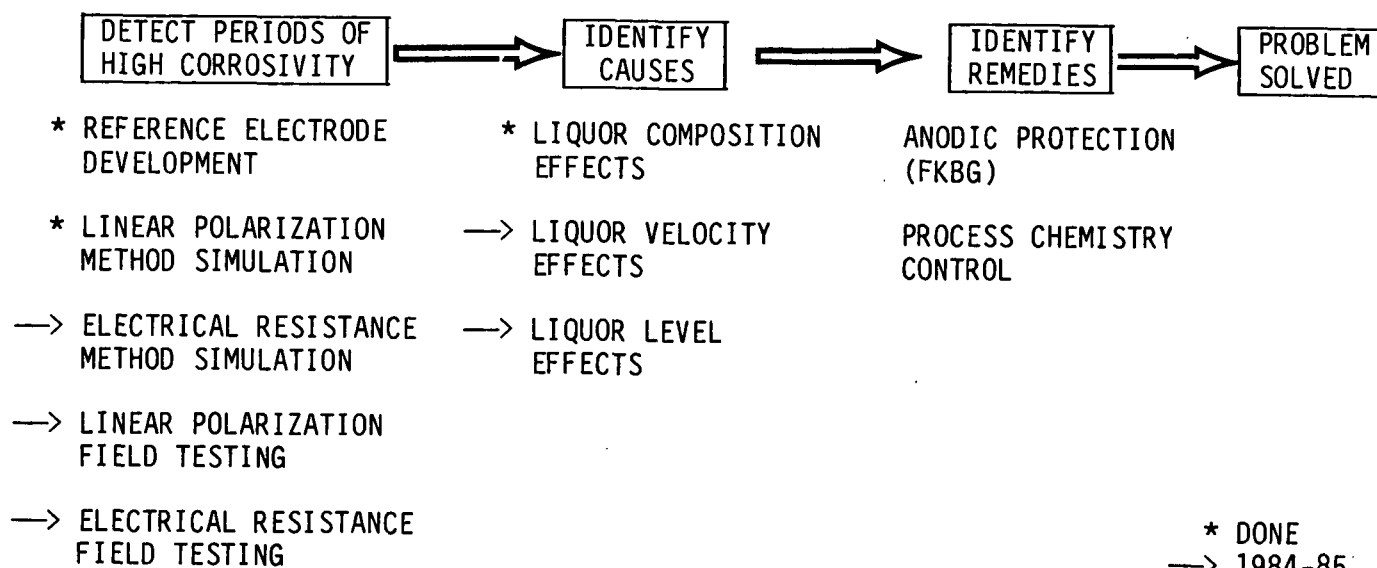 DETECT PERIODS OF
HIGH CORROSIVITY
IDENTIFY
CAUSES
IDENTIFY
REMEDIES
PROBLEM
SOLVED
* REFERENCE ELECTRODE
DEVELOPMENT
* LINEAR POLARIZATION
METHOD SIMULATION
—> ELECTRICAL RESISTANCE
METHOD SIMULATION
—> LINEAR POLARIZATION
FIELD TESTING
—> ELECTRICAL RESISTANCE
FIELD TESTING
* LIQUOR COMPOSITION
EFFECTS
—> LIQUOR VELOCITY
EFFECTS
—> LIQUOR LEVEL
EFFECTS
ANODIC PROTECTION
(FKBG)
PROCESS CHEMISTRY
CONTROL
* DONE
—> 1984-85